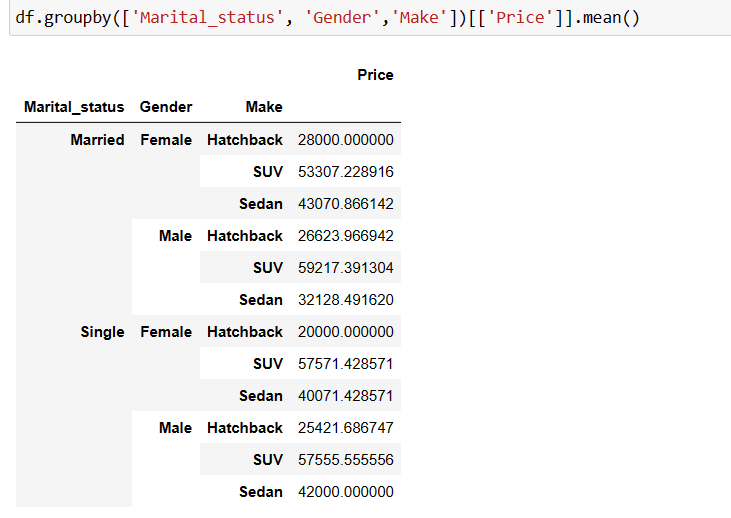 df.groupby(['Marital_status', 'Gender','Make'])[['Price']].mean()
Price
Marital_status Gender Make
Married Female Hatchback 28000.000000
SUV 53307.228916
Sedan 43070.866142
Male Hatchback 26623.966942
SUV 59217.391304
Sedan 32128.491620
Single Female Hatchback 20000.000000
SUV 57571.428571
Sedan 40071.428571
Male Hatchback 25421.686747
SUV 57555.555556
Sedan 42000.000000